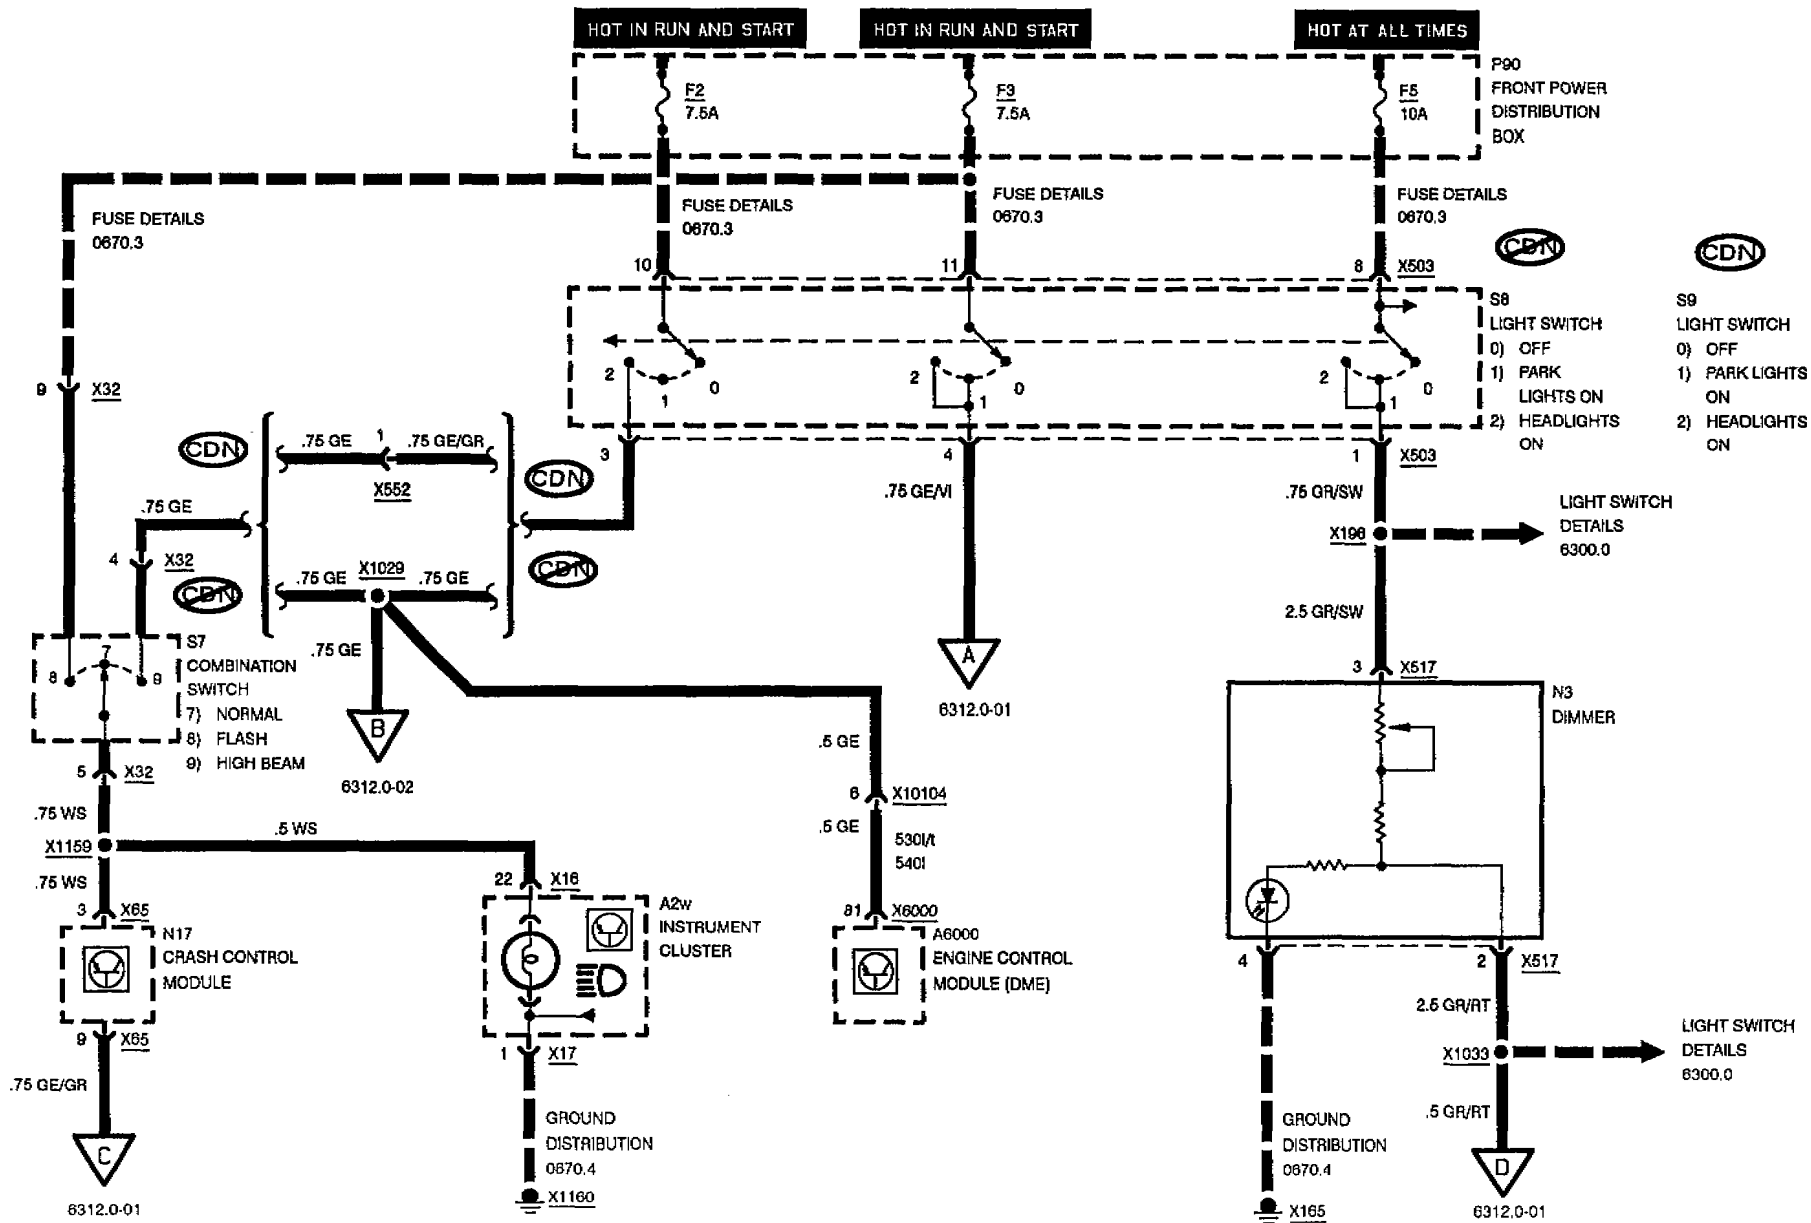 HOT IN RUN AND START
HOT IN RUN AND START
HOT AT ALL TIMES
F2
7.5A
F3
7.5A
F5
10A
P90
FRONT POWER
DISTRIBUTION
BOX
FUSE DETAILS
0670.3
FUSE DETAILS
0670.3
FUSE DETAILS
0670.3
FUSE DETAILS
0670.3
CDN
CDN
10
11
8
X503
S8
LIGHT SWITCH
0) OFF
1) PARK
LIGHTS ON
2) HEADLIGHTS
ON
S9
LIGHT SWITCH
0) OFF
1) PARK LIGHTS
ON
2) HEADLIGHTS
ON
2
1
0
2
1
0
2
1
0
9
X32
3
4
1
X503
CDN
.75 GE
1
.75 GE/GR
X552
CDN
.75 GE
4
X32
CDN
.75 GE
X1029
.75 GE
CDN
.75 GE
.75 GE/VI
.75 GR/SW
X196
LIGHT SWITCH
DETAILS
6300.0
2.5 GR/SW
7
8
9
S7
COMBINATION
SWITCH
7) NORMAL
8) FLASH
9) HIGH BEAM
B
6312.0-02
A
6312.0-01
3
X517
N3
DIMMER
5
X32
.75 WS
X1159
.5 WS
.75 WS
.5 GE
6
X10104
.5 GE
530I/t
540I
3
X65
N17
CRASH CONTROL
MODULE
22
X16
A2w
INSTRUMENT
CLUSTER
81
X6000
A6000
ENGINE CONTROL
MODULE (DME)
9
X65
.75 GE/GR
C
6312.0-01
1
X17
GROUND
DISTRIBUTION
0670.4
X1160
4
2
X517
2.5 GR/RT
X1033
LIGHT SWITCH
DETAILS
6300.0
.5 GR/RT
GROUND
DISTRIBUTION
0670.4
X165
D
6312.0-01